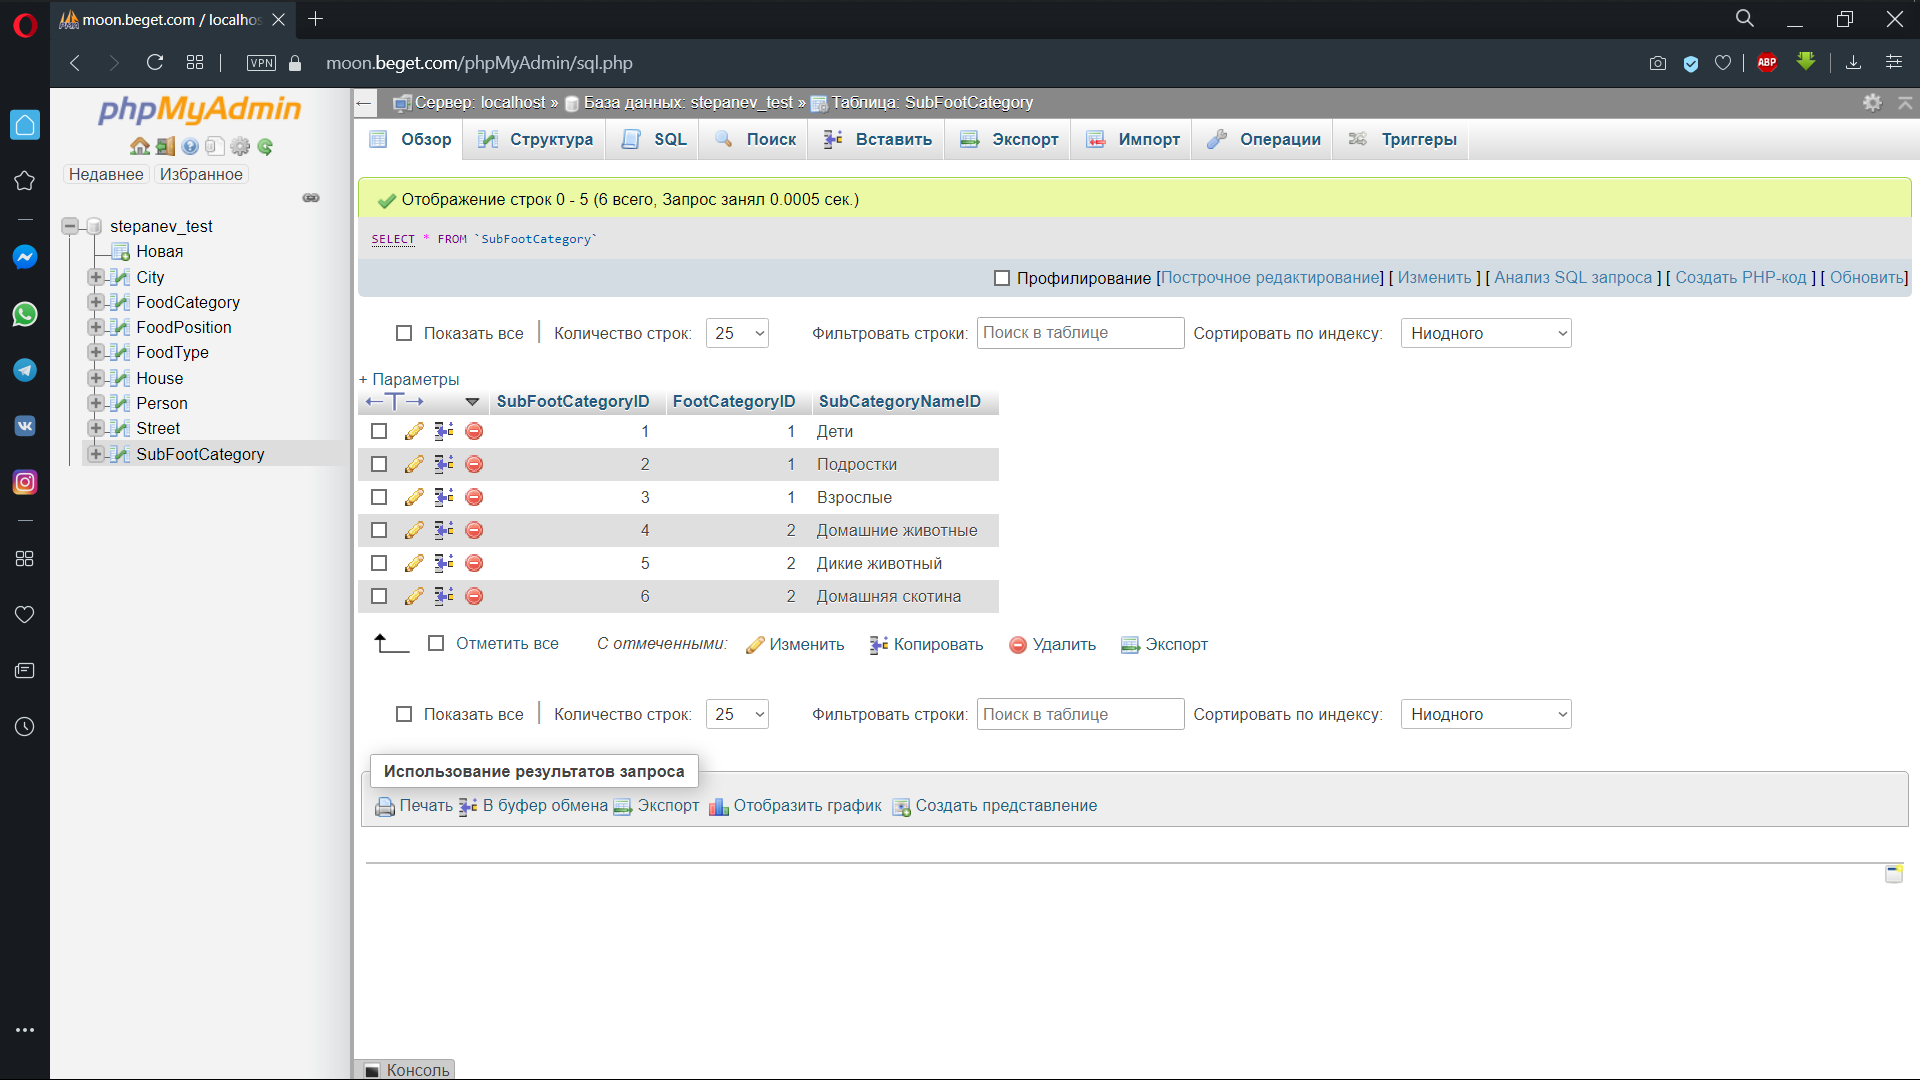 moon.beget.com / localhos
VPN
moon.beget.com/phpMyAdmin/sql.php
ABP
phpMyAdmin
Недавнее Избранное
stepanev_test
Новая
City
FoodCategory
FoodPosition
FoodType
House
Person
Street
SubFootCategory
Сервер: localhost » База данных: stepanev_test » Таблица: SubFootCategory
Обзор Структура SQL Поиск Вставить Экспорт Импорт Операции Триггеры
Отображение строк 0 - 5 (6 всего, Запрос занял 0.0005 сек.)
SELECT * FROM `SubFootCategory`
Профилирование [Построчное редактирование] [ Изменить ] [ Анализ SQL запроса ] [ Создать PHP-код ] [ Обновить]
Показать все Количество строк: 25 Фильтровать строки: Поиск в таблице Сортировать по индексу: Ниодного
+ Параметры
←T→ SubFootCategoryID FootCategoryID SubCategoryNameID
1 1 Дети
2 1 Подростки
3 1 Взрослые
4 2 Домашние животные
5 2 Дикие животный
6 2 Домашняя скотина
Отметить все С отмеченными: Изменить Копировать Удалить Экспорт
Показать все Количество строк: 25 Фильтровать строки: Поиск в таблице Сортировать по индексу: Ниодного
Использование результатов запроса
Печать В буфер обмена Экспорт Отобразить график Создать представление
Консоль